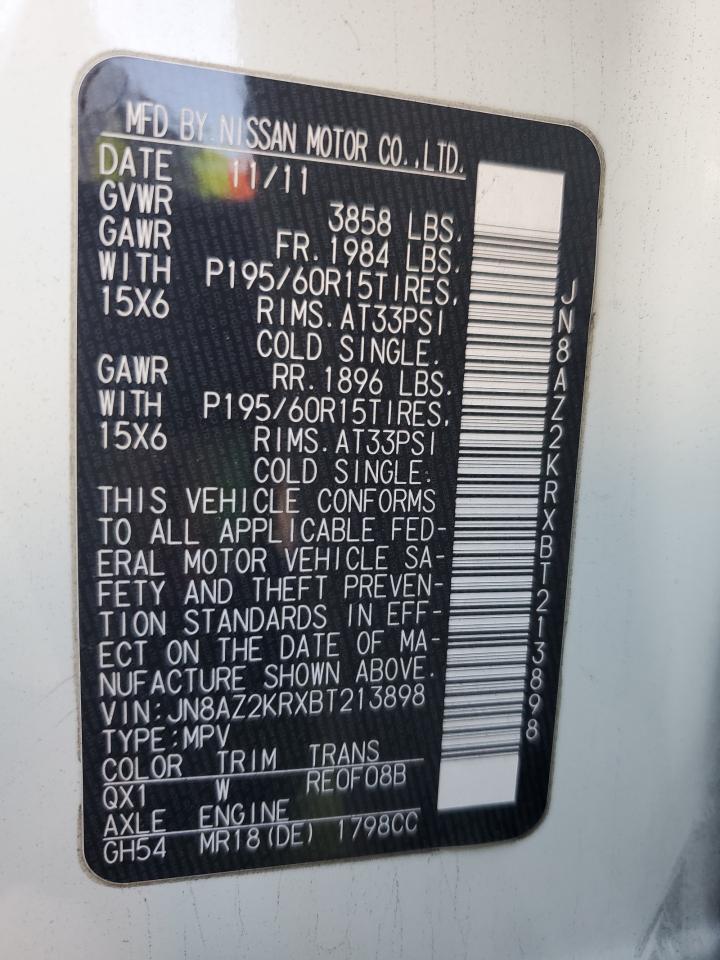 MFD BY NISSAN MOTOR CO.,LTD.
DATE 11/11
GVWR 3858 LBS.
GAWR FR. 1984 LBS.
WITH P195/60R15TIRES,
15X6 RIMS. AT33PSI
COLD SINGLE.
GAWR RR. 1896 LBS.
WITH P195/60R15TIRES,
15X6 RIMS. AT33PSI
COLD SINGLE.
THIS VEHICLE CONFORMS
TO ALL APPLICABLE FED-
ERAL MOTOR VEHICLE SA-
FETY AND THEFT PREVEN-
TION STANDARDS IN EFF-
ECT ON THE DATE OF MA-
NUFACTURE SHOWN ABOVE.
VIN:JN8AZ2KRXBT213898
TYPE:MPV
COLOR TRIM TRANS
QX1 W RE0F08B
AXLE ENGINE
GH54 MR18(DE) 1798CC
JN8AZ2KRXBT213898